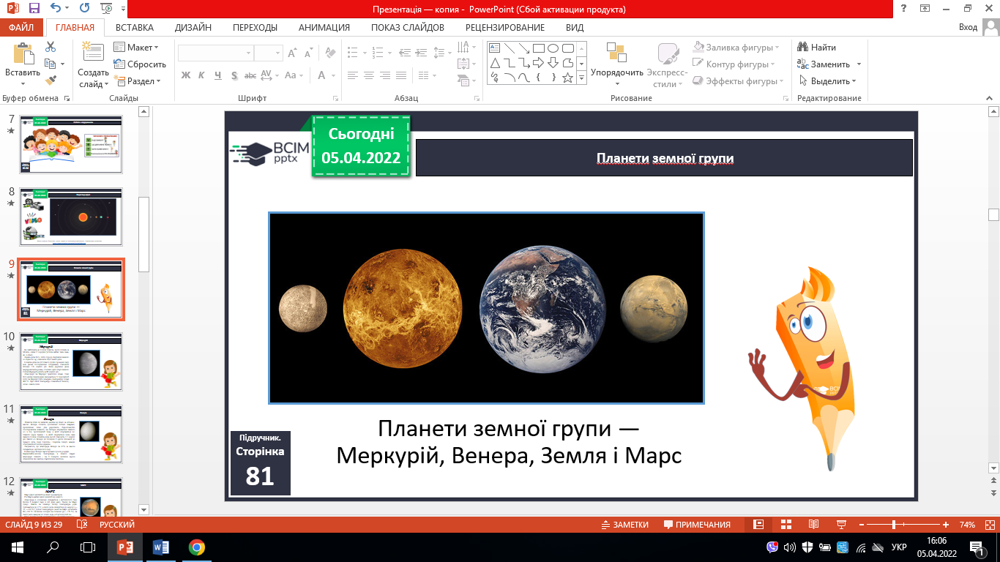 Презентація — копия -  PowerPoint (Сбой активации продукта)
ФАЙЛ ГЛАВНАЯ ВСТАВКА ДИЗАЙН ПЕРЕХОДЫ АНИМАЦИЯ ПОКАЗ СЛАЙДОВ РЕЦЕНЗИРОВАНИЕ ВИД Вход
Вставить
Буфер обмена
Создать слайд
Макет
Сбросить
Раздел
Слайды
Ж К Ч S abc AV Aa A
Шрифт
Абзац
Упорядочить
Экспресс-стили
Заливка фигуры
Контур фигуры
Эффекты фигуры
Рисование
Найти
Заменить
Выделить
Редактирование
7
8
9
10
11
12
Сьогодні
05.04.2022
ВСІМ
pptx
Планети земної групи
Планети земної групи —
Меркурій, Венера, Земля і Марс
Підручник.
Сторінка
81
СЛАЙД 9 ИЗ 29 РУССКИЙ ЗАМЕТКИ ПРИМЕЧАНИЯ 74%
УКР
16:06
05.04.2022
1